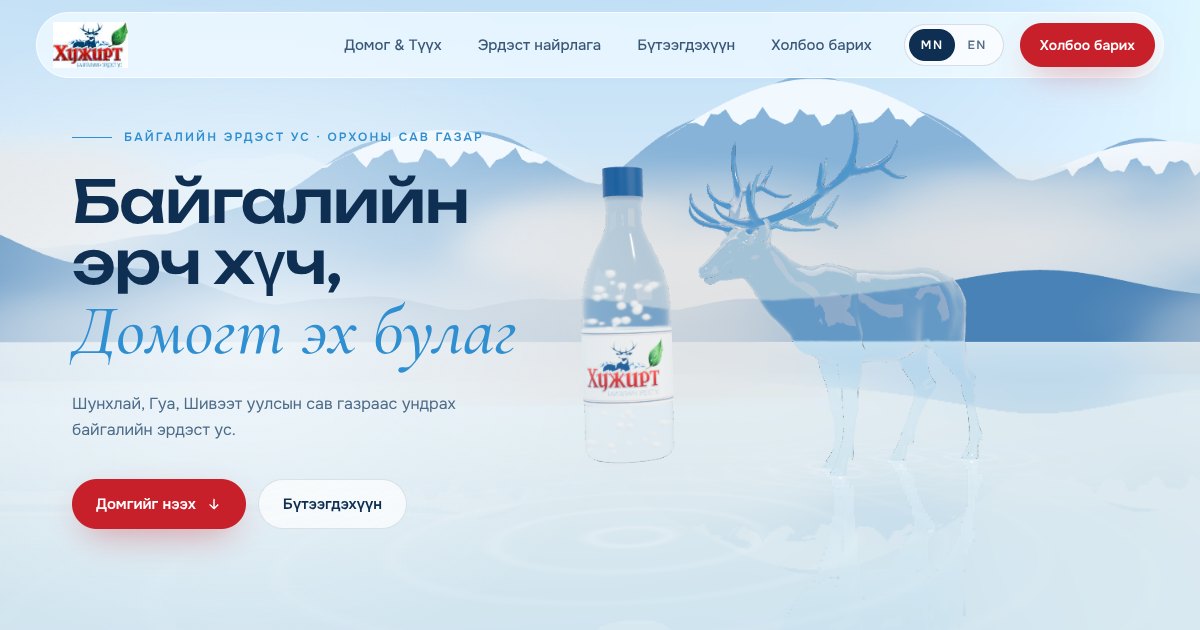 Хужирт
Домог & Түүх
Эрдэст найрлага
Бүтээгдэхүүн
Холбоо барих
MN
EN
Холбоо барих
БАЙГАЛИЙН ЭРДЭСТ УС · ОРХОНЫ САВ ГАЗАР
Байгалийн
эрч хүч,
Домогт эх булаг
Шунхлай, Гуа, Шивээт уулсын сав газраас ундрах
байгалийн эрдэст ус.
Домгийг нээх ↓
Бүтээгдэхүүн
Хужирт